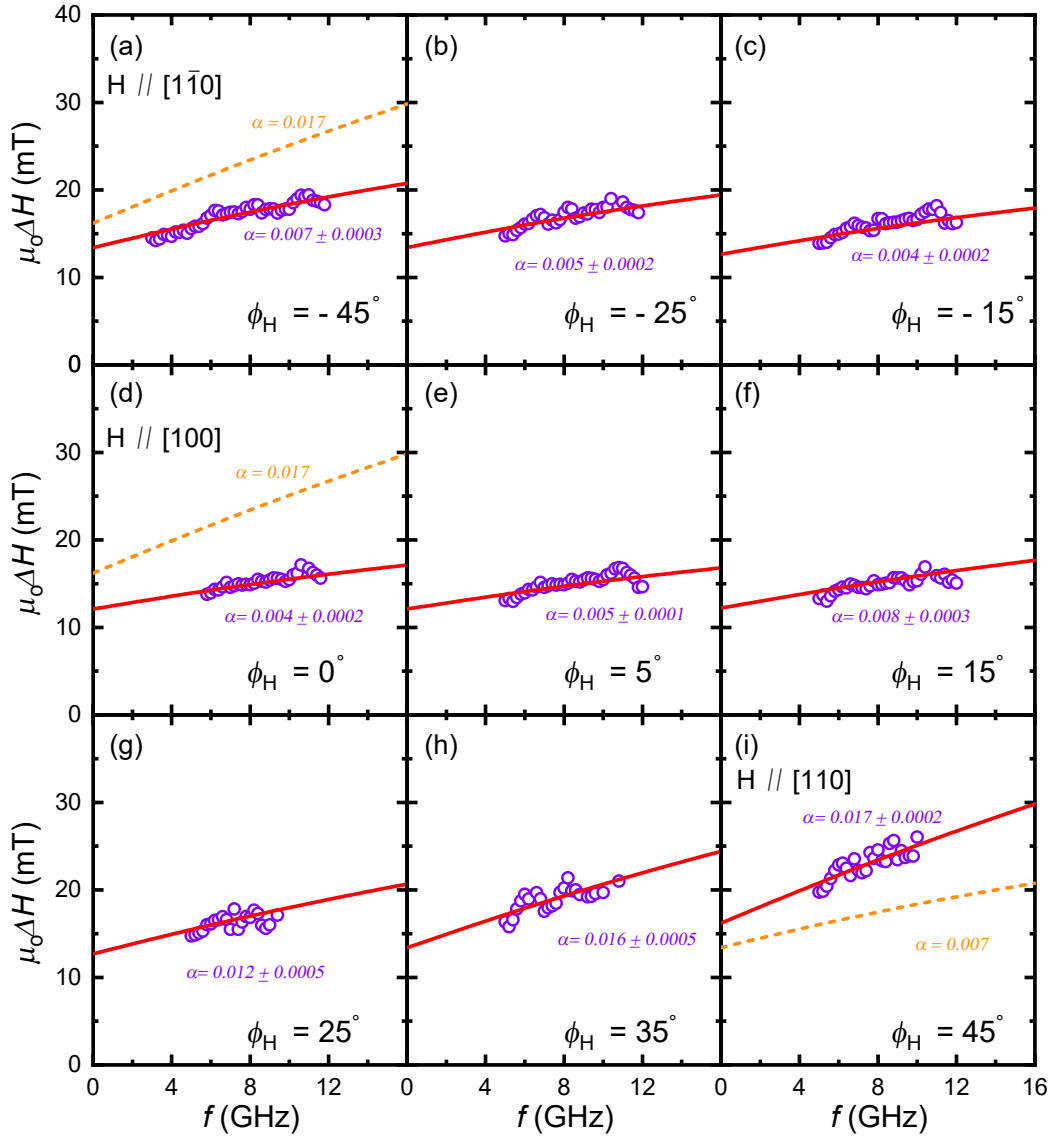 (a)
H // [11̄0]
α = 0.017
α= 0.007 ± 0.0003
ϕH = - 45°
(b)
α= 0.005 ± 0.0002
ϕH = - 25°
(c)
α= 0.004 ± 0.0002
ϕH = - 15°
40
30
20
10
0
μoΔH (mT)
(d)
H // [100]
α = 0.017
α= 0.004 ± 0.0002
ϕH = 0°
(e)
α= 0.005 ± 0.0001
ϕH = 5°
(f)
α= 0.008 ± 0.0003
ϕH = 15°
30
20
10
0
μoΔH (mT)
(g)
α= 0.012 ± 0.0005
ϕH = 25°
(h)
α= 0.016 ± 0.0005
ϕH = 35°
(i)
H // [110]
α= 0.017 ± 0.0002
α = 0.007
ϕH = 45°
30
20
10
0
μoΔH (mT)
0 4 8 12 0 4 8 12 0 4 8 12 16
f (GHz) f (GHz) f (GHz)